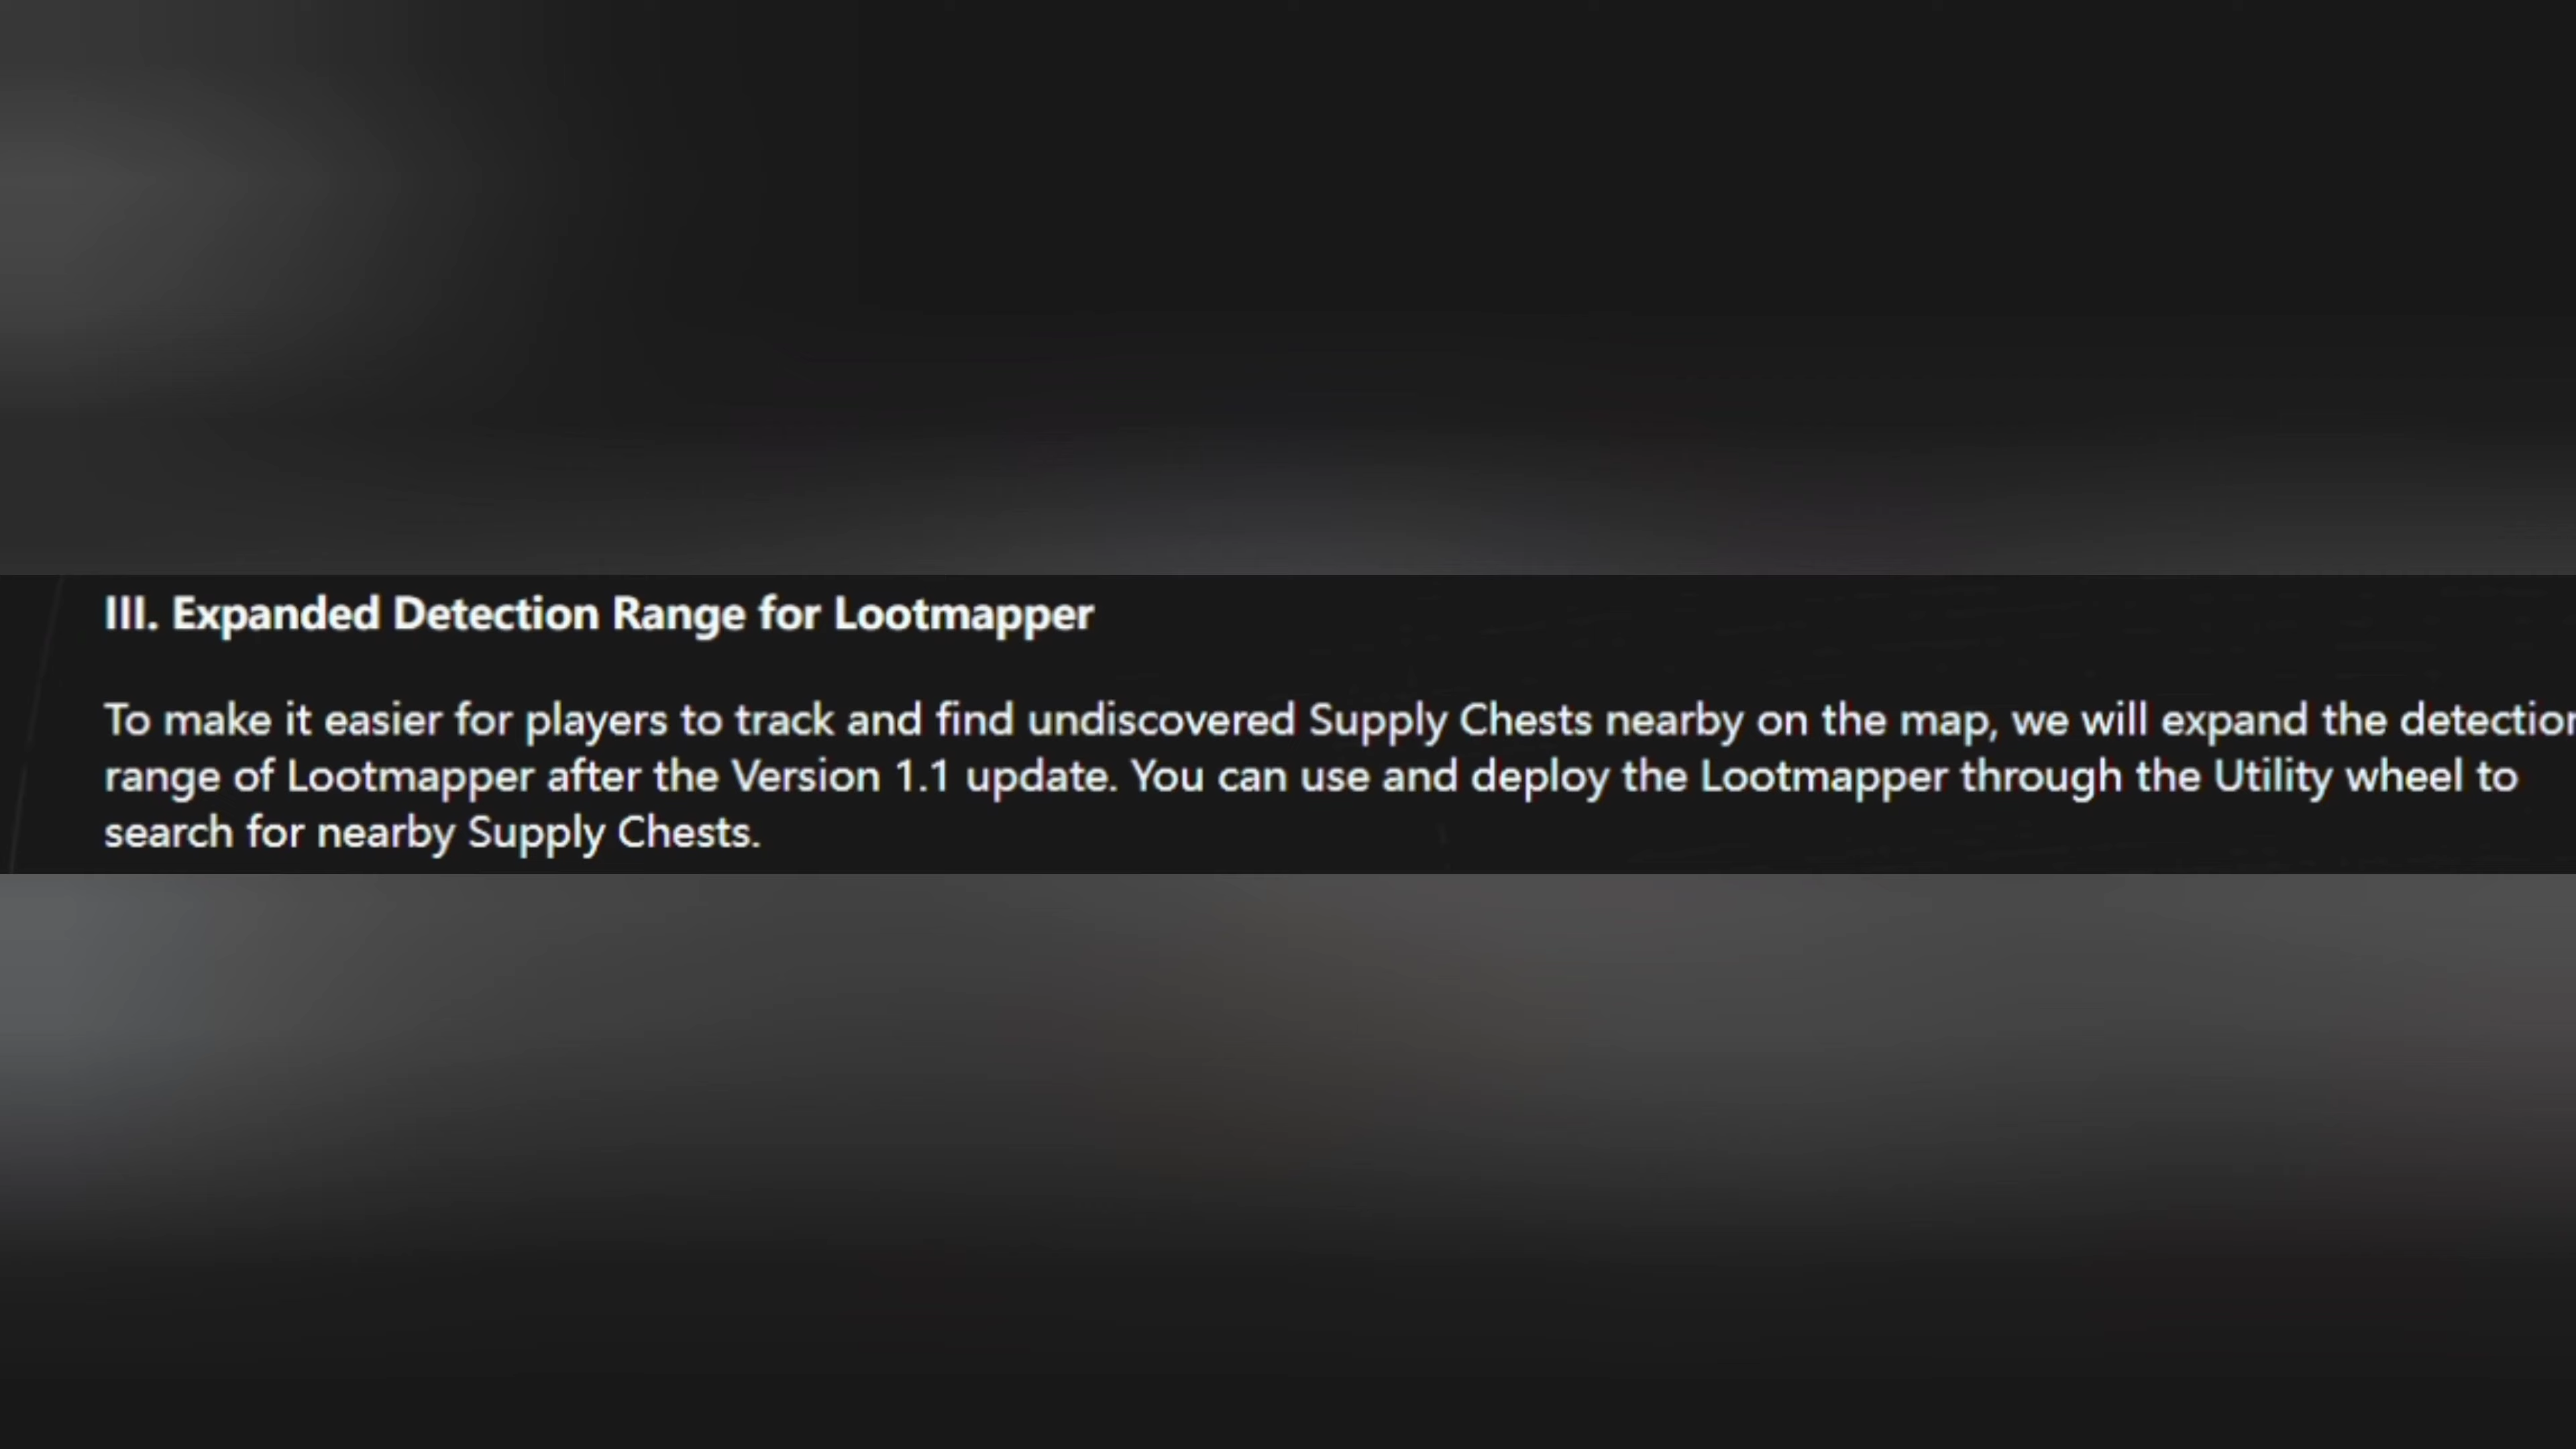 III. Expanded Detection Range for Lootmapper
To make it easier for players to track and find undiscovered Supply Chests nearby on the map, we will expand the detection
range of Lootmapper after the Version 1.1 update. You can use and deploy the Lootmapper through the Utility wheel to
search for nearby Supply Chests.